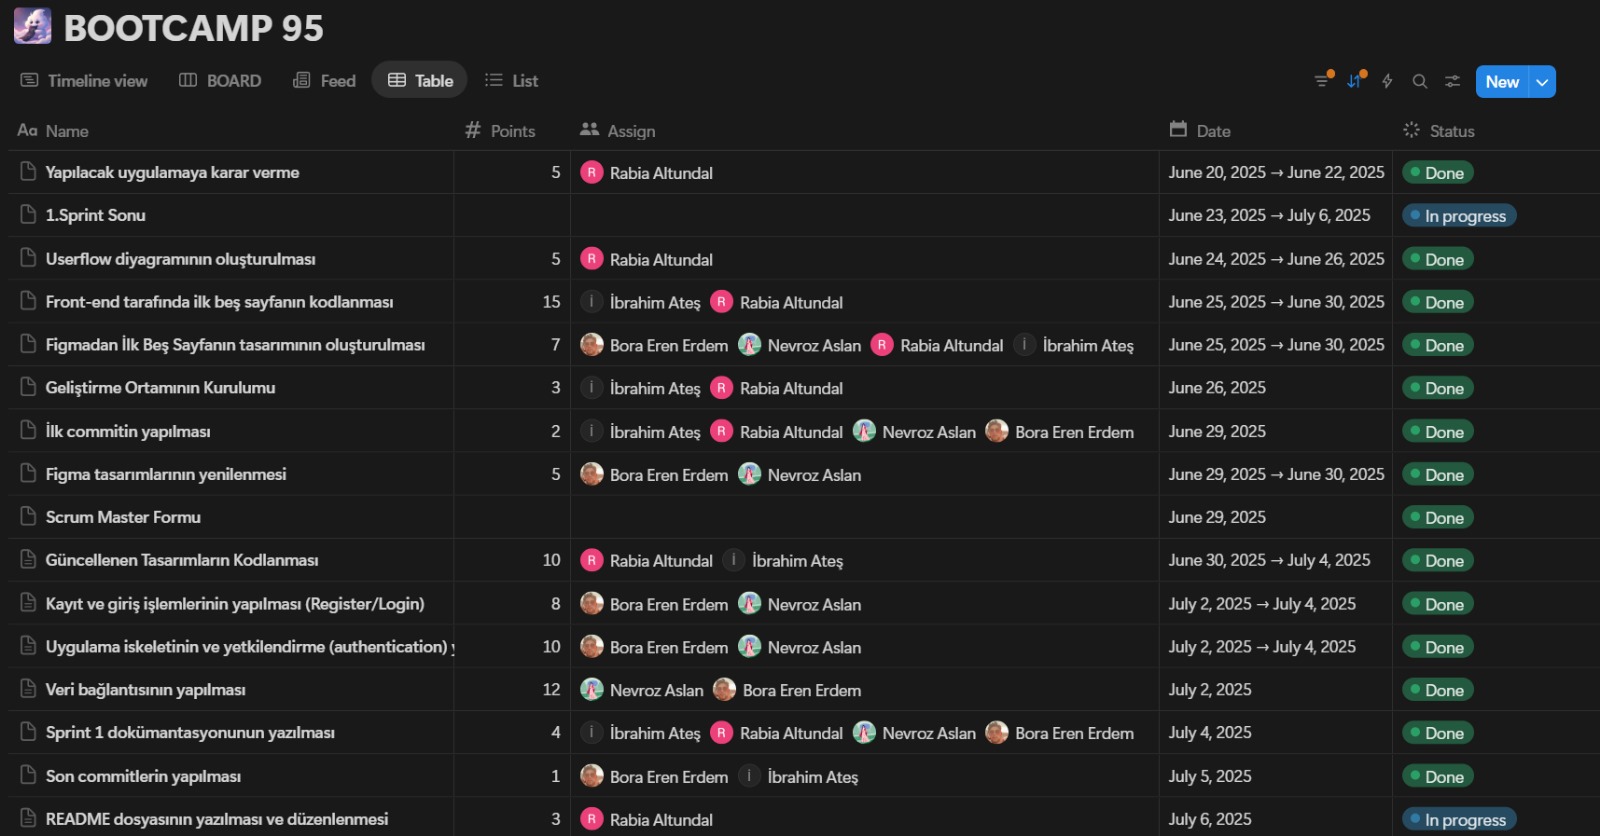 BOOTCAMP 95
Timeline view BOARD Feed Table List New
Aa Name # Points Assign Date Status
Yapılacak uygulamaya karar verme 5 R Rabia Altundal June 20, 2025 → June 22, 2025 Done
1.Sprint Sonu June 23, 2025 → July 6, 2025 In progress
Userflow diyagramının oluşturulması 5 R Rabia Altundal June 24, 2025 → June 26, 2025 Done
Front-end tarafında ilk beş sayfanın kodlanması 15 İ İbrahim Ateş R Rabia Altundal June 25, 2025 → June 30, 2025 Done
Figmadan İlk Beş Sayfanın tasarımının oluşturulması 7 Bora Eren Erdem Nevroz Aslan R Rabia Altundal İ İbrahim Ateş June 25, 2025 → June 30, 2025 Done
Geliştirme Ortamının Kurulumu 3 İ İbrahim Ateş R Rabia Altundal June 26, 2025 Done
İlk commitin yapılması 2 İ İbrahim Ateş R Rabia Altundal Nevroz Aslan Bora Eren Erdem June 29, 2025 Done
Figma tasarımlarının yenilenmesi 5 Bora Eren Erdem Nevroz Aslan June 29, 2025 → June 30, 2025 Done
Scrum Master Formu June 29, 2025 Done
Güncellenen Tasarımların Kodlanması 10 R Rabia Altundal İ İbrahim Ateş June 30, 2025 → July 4, 2025 Done
Kayıt ve giriş işlemlerinin yapılması (Register/Login) 8 Bora Eren Erdem Nevroz Aslan July 2, 2025 → July 4, 2025 Done
Uygulama iskeletinin ve yetkilendirme (authentication) 10 Bora Eren Erdem Nevroz Aslan July 2, 2025 → July 4, 2025 Done
Veri bağlantısının yapılması 12 Nevroz Aslan Bora Eren Erdem July 2, 2025 Done
Sprint 1 dokümantasyonunun yazılması 4 İ İbrahim Ateş R Rabia Altundal Nevroz Aslan Bora Eren Erdem July 4, 2025 Done
Son commitlerin yapılması 1 Bora Eren Erdem İ İbrahim Ateş July 5, 2025 Done
README dosyasının yazılması ve düzenlenmesi 3 R Rabia Altundal July 6, 2025 In progress